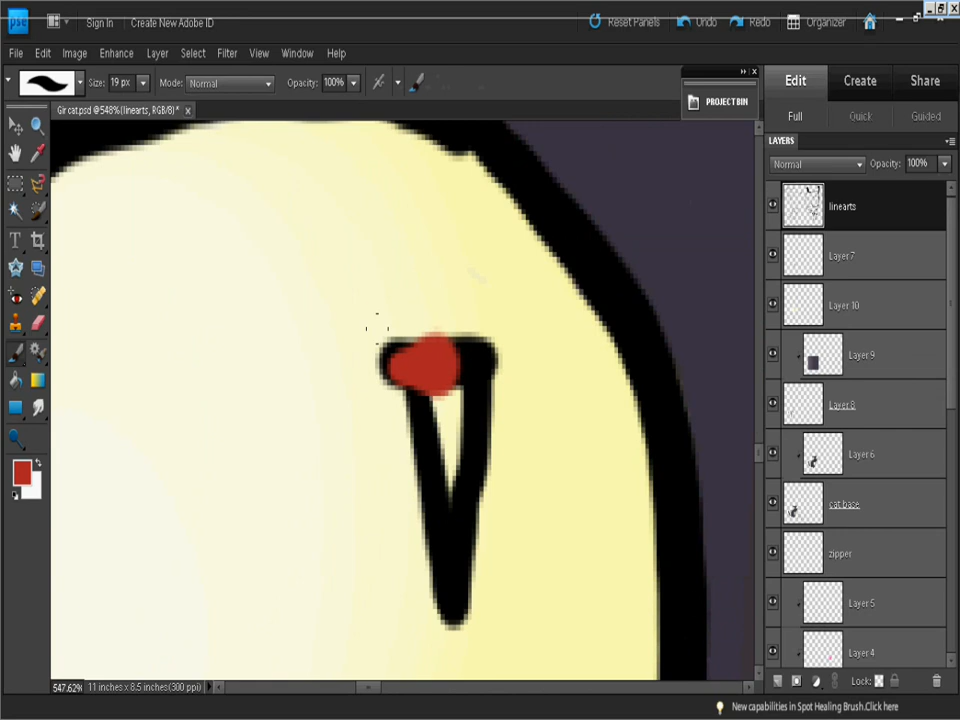 pse Sign In Create New Adobe ID Reset Panels Undo Redo Organizer
File Edit Image Enhance Layer Select Filter View Window Help
Size: 19 px Mode: Normal Opacity: 100%
PROJECT BIN
Edit Create Share
Full Quick Guided
Gir cat.psd @ 548% (linearts, RGB/8) * x
LAYERS
Normal Opacity: 100%
linearts
Layer 7
Layer 10
Layer 9
Layer 8
Layer 6
cat base
zipper
Layer 5
Layer 4
Lock:
547.62% 11 inches x 8.5 inches (300 ppi)
New capabilities in Spot Healing Brush.Click here